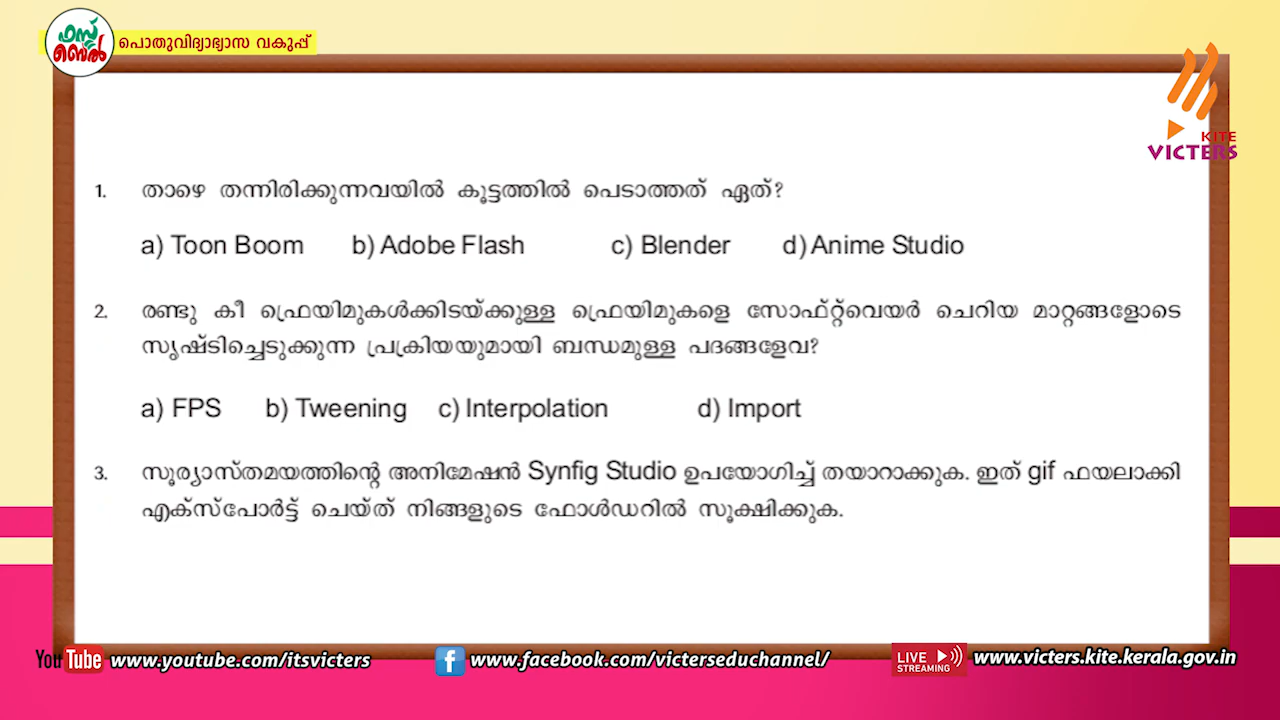 ഫസ്റ്റ്
ബെൽ
പൊതുവിദ്യാഭ്യാസ വകുപ്പ്
KITE
VICTERS
1. താഴെ തന്നിരിക്കുന്നവയിൽ കൂട്ടത്തിൽ പെടാത്തത് ഏത്?
a) Toon Boom b) Adobe Flash c) Blender d) Anime Studio
2. രണ്ടു കീ ഫ്രെയിമുകൾക്കിടയ്ക്കുള്ള ഫ്രെയിമുകളെ സോഫ്റ്റ്‌വെയർ ചെറിയ മാറ്റങ്ങളോടെ
സൃഷ്ടിച്ചെടുക്കുന്ന പ്രക്രിയയുമായി ബന്ധമുള്ള പദങ്ങളേവ?
a) FPS b) Tweening c) Interpolation d) Import
3. സൂര്യാസ്തമയത്തിന്റെ അനിമേഷൻ Synfig Studio ഉപയോഗിച്ച് തയാറാക്കുക. ഇത് gif ഫയലാക്കി
എക്സ്പോർട്ട് ചെയ്ത് നിങ്ങളുടെ ഫോൾഡറിൽ സൂക്ഷിക്കുക.
YouTube www.youtube.com/itsvicters
f www.facebook.com/victerseduchannel/
LIVE
STREAMING
www.victers.kite.kerala.gov.in